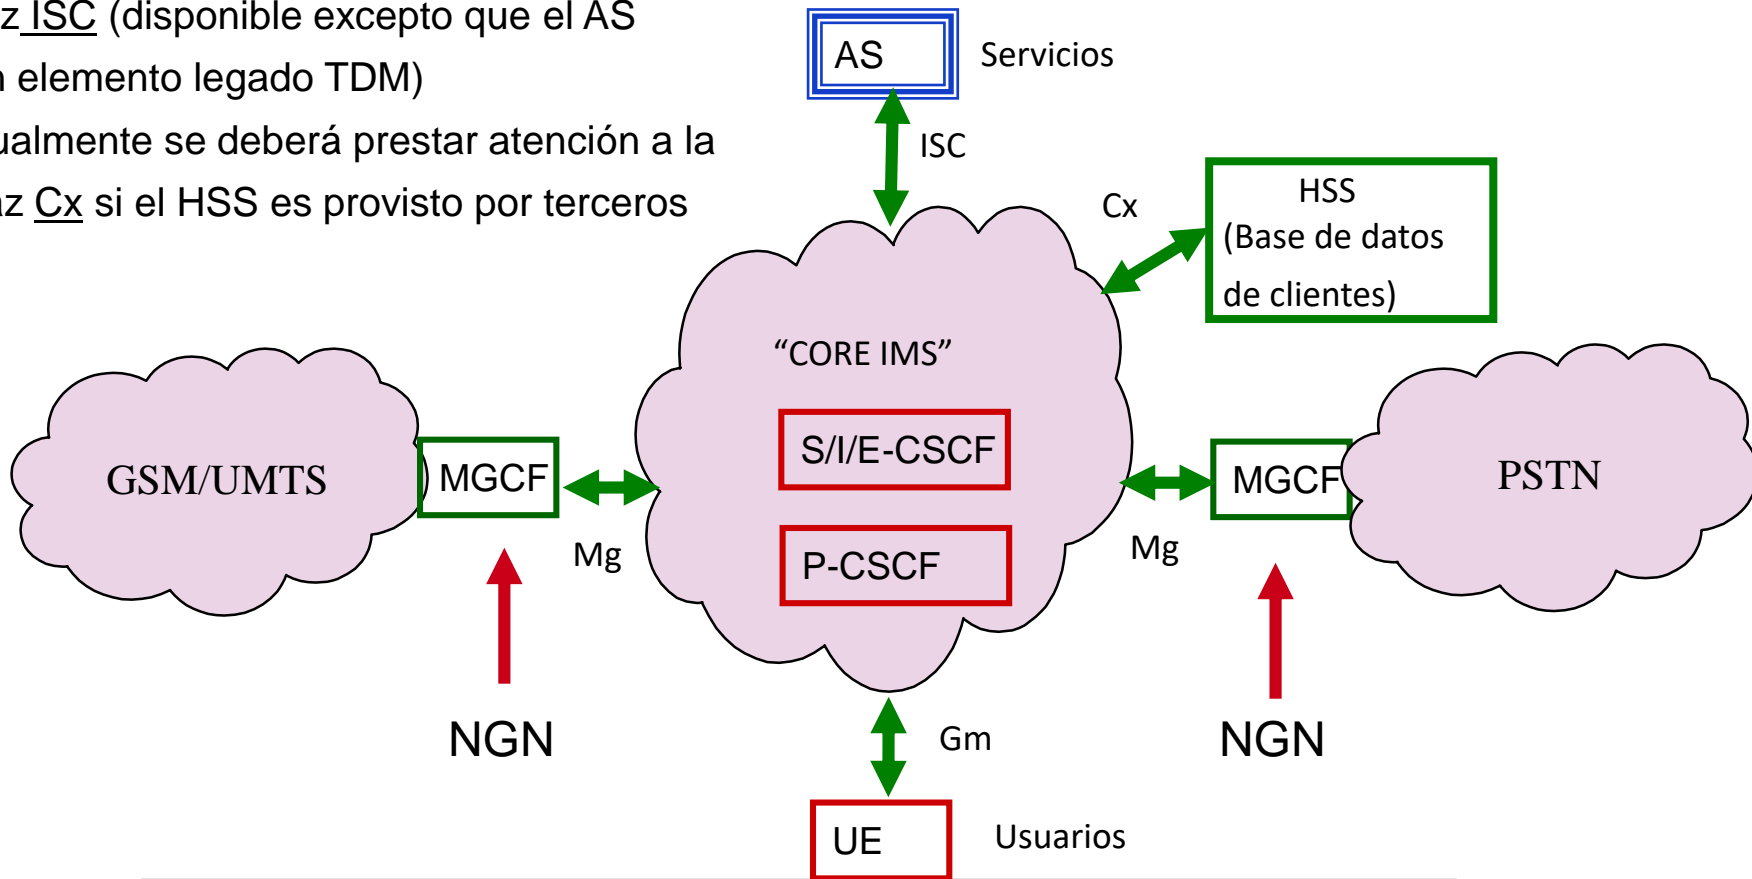 z ISC (disponible excepto que el AS
elemento legado TDM)
ualmente se deberá prestar atención a la
az Cx si el HSS es provisto por terceros
AS
Servicios
ISC
Cx
HSS
(Base de datos
de clientes)
“CORE IMS”
S/I/E-CSCF
P-CSCF
GSM/UMTS
MGCF
Mg
MGCF
Mg
PSTN
NGN
NGN
Gm
UE
Usuarios